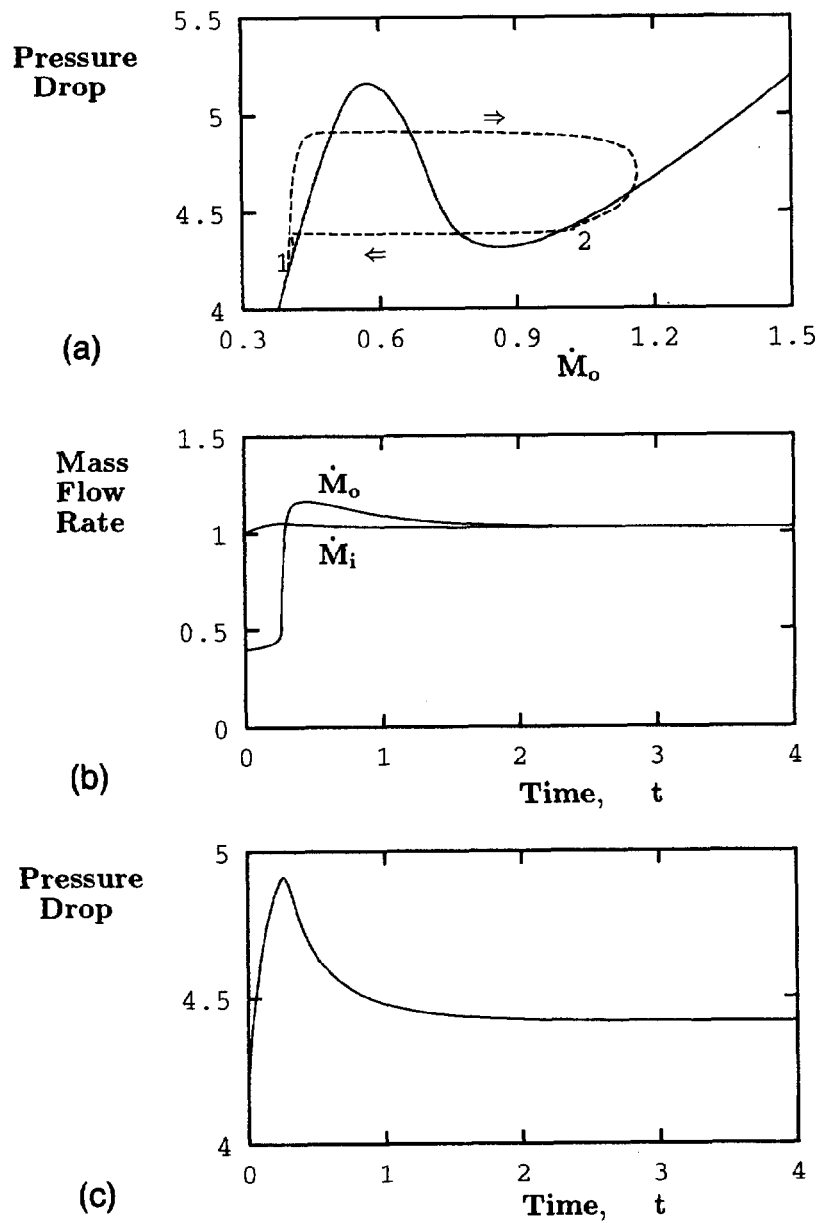 Pressure
Drop
5.5
5
4.5
4
⇒
1
2
⇐
0.3 0.6 0.9 1.2 1.5
Ṁo
(a)
Mass
Flow
Rate
1.5
1
0.5
0
Ṁo
Ṁi
0 1 2 3 4
Time, t
(b)
Pressure
Drop
5
4.5
4
0 1 2 3 4
Time, t
(c)